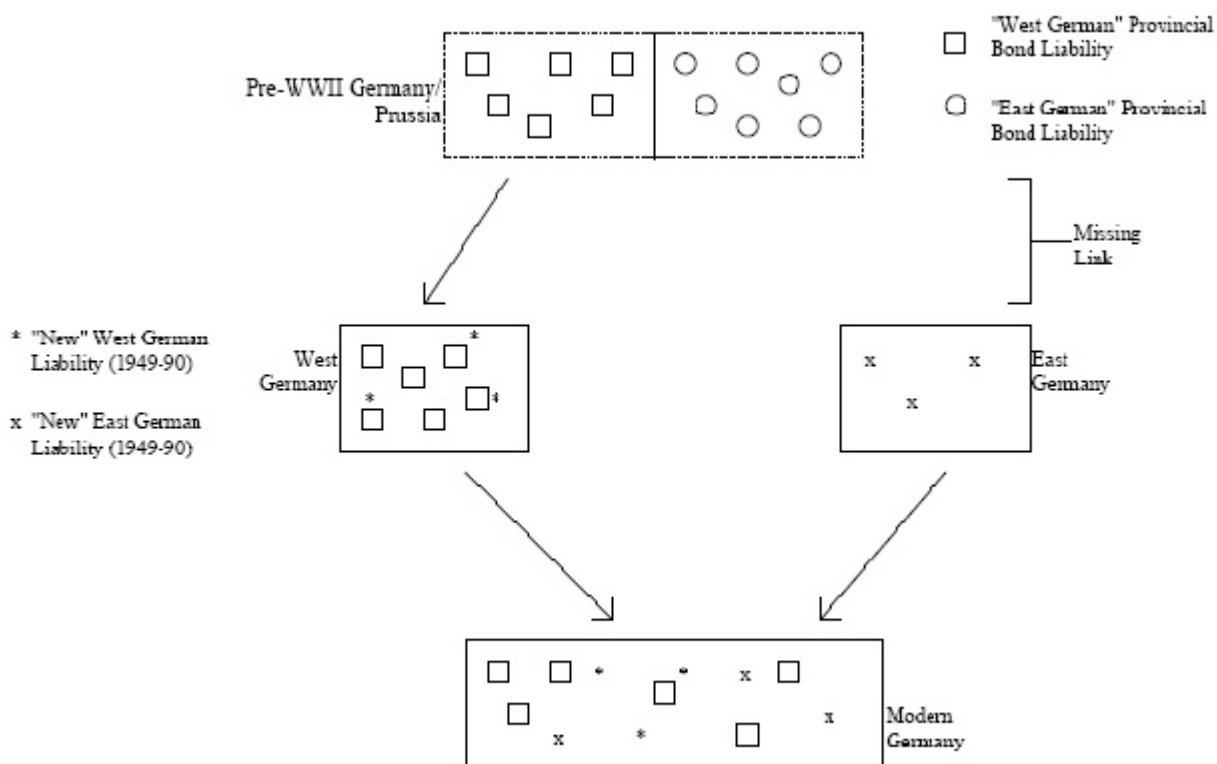 "West German" Provincial
Bond Liability
Pre-WWII Germany/
Prussia
"East German" Provincial
Bond Liability
Missing
Link
* "New" West German
Liability (1949-90)
West
Germany
* * *
x "New" East German
Liability (1949-90)
x x
x
East
Germany
* * x
x * x
Modern
Germany